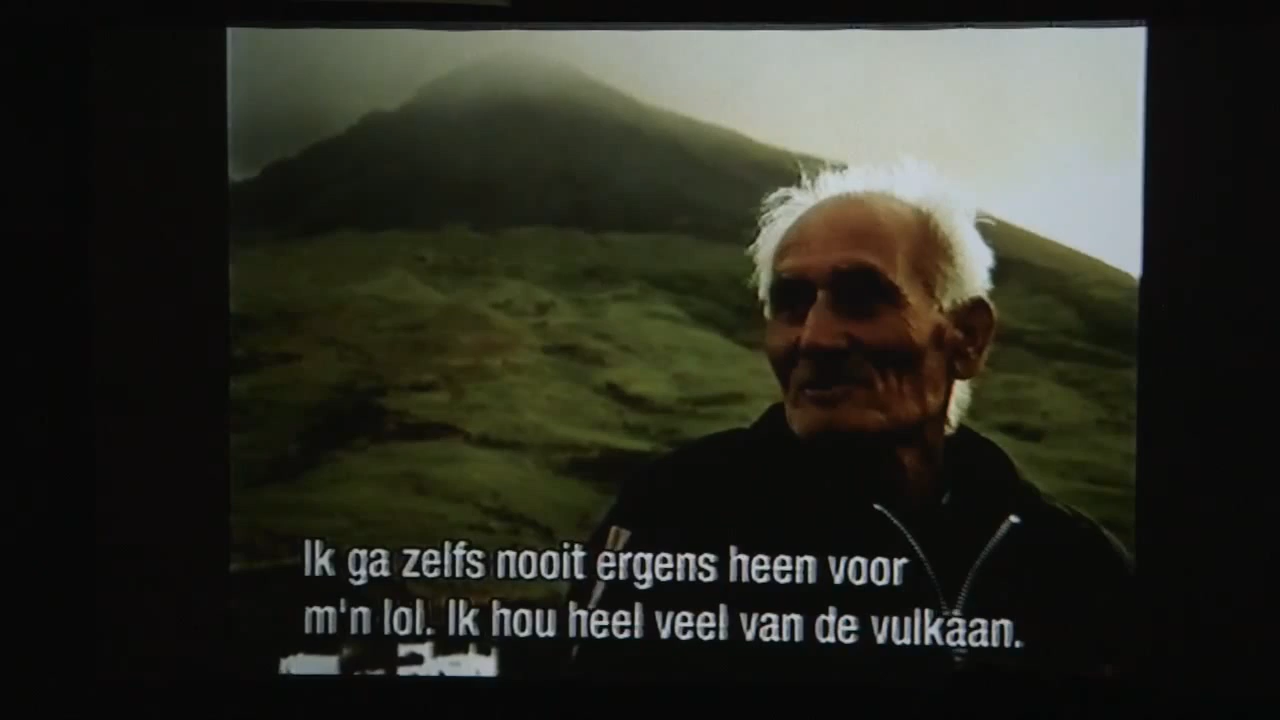 Ik ga zelfs nooit ergens heen voor
m'n lol. Ik hou heel veel van de vulkaan.